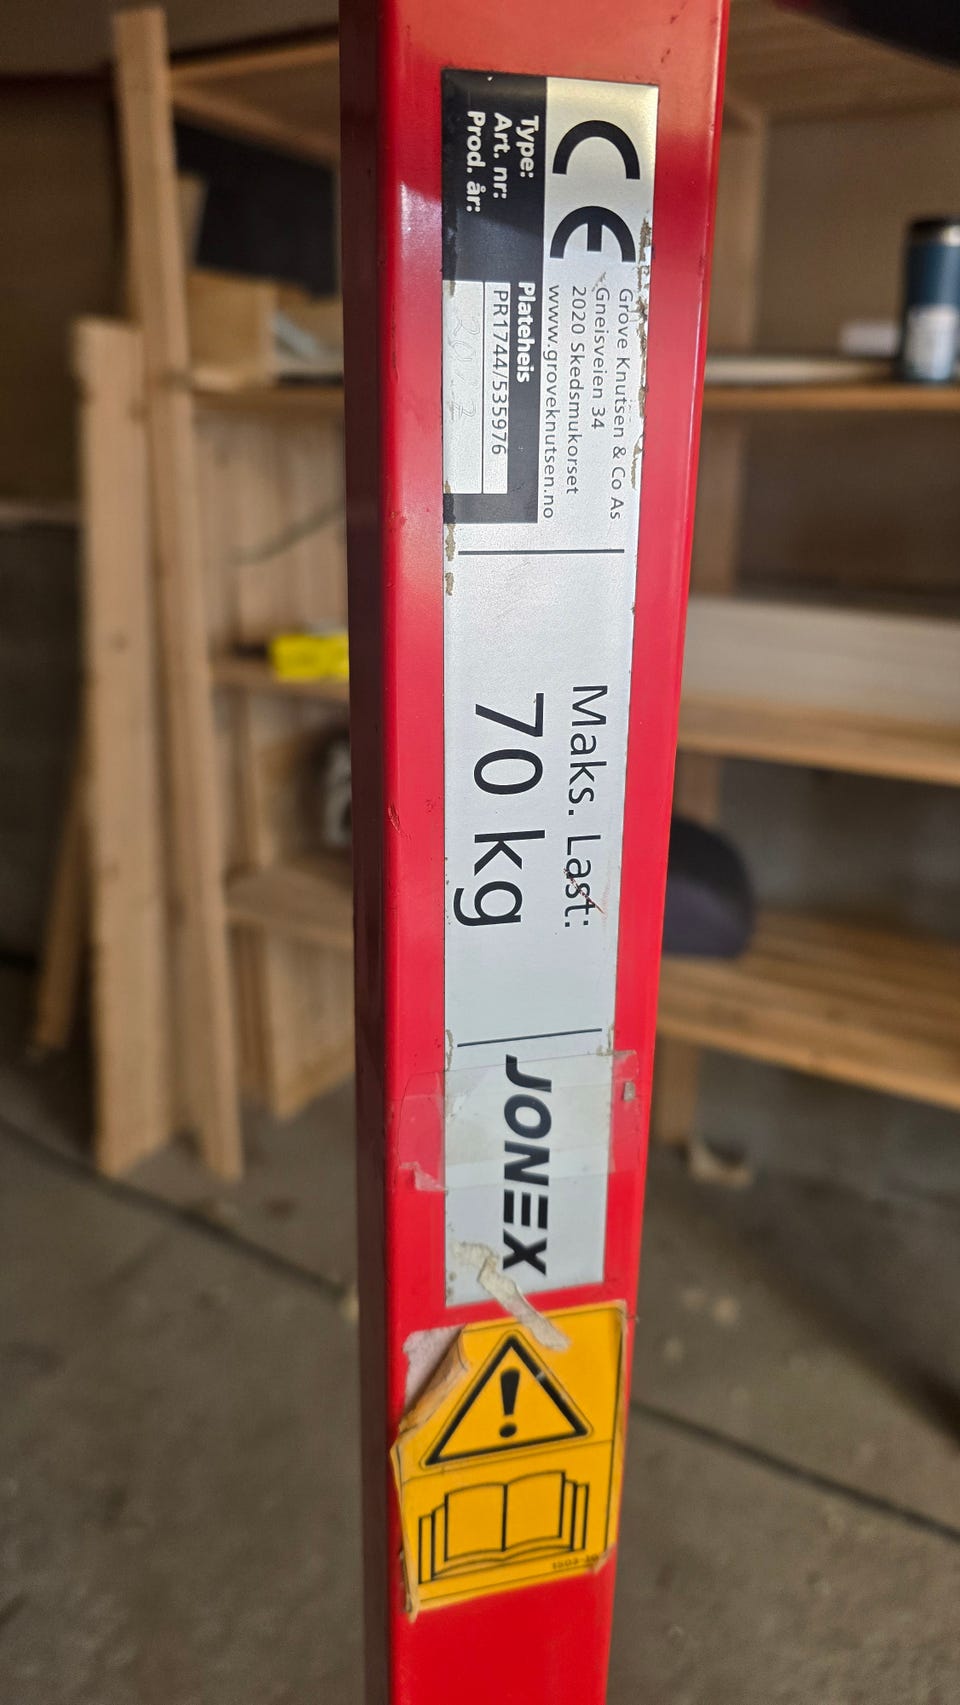 Grove Knutsen & Co As
Gneisveien 34
2020 Skedsmukorset
www.groveknutsen.no
Type: Plateheis
Art. nr: PR1744/535976
Prod. år:
Maks. Last:
70 kg
JONEX